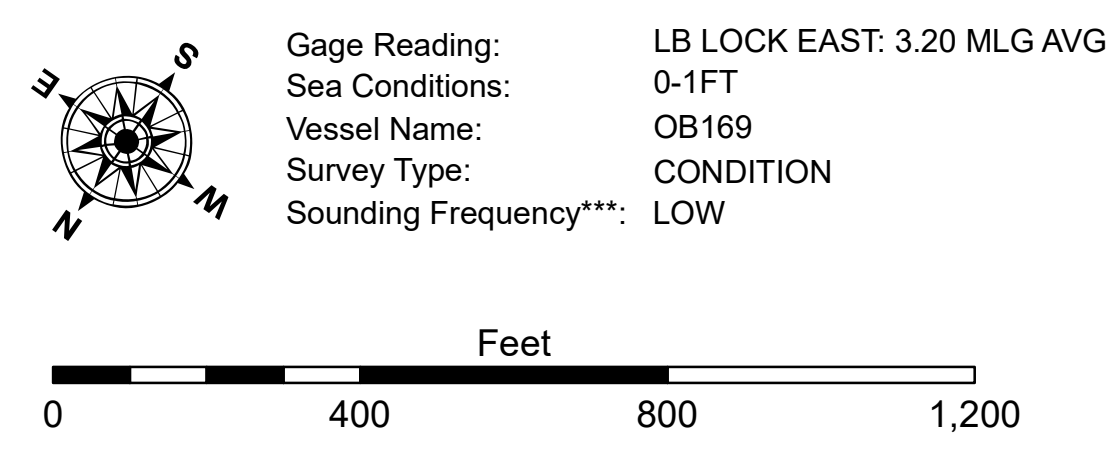 S
E
W
N
Gage Reading: LB LOCK EAST: 3.20 MLG AVG
Sea Conditions: 0-1FT
Vessel Name: OB169
Survey Type: CONDITION
Sounding Frequency***: LOW
Feet
0 400 800 1,200